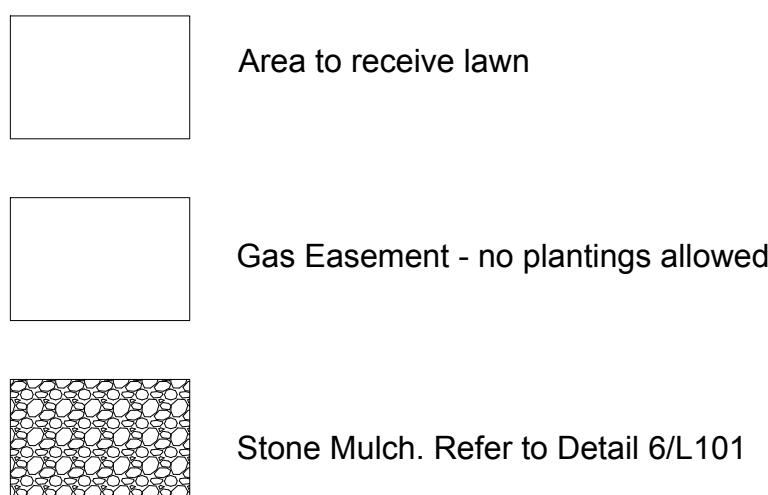 Area to receive lawn
Gas Easement - no plantings allowed
Stone Mulch. Refer to Detail 6/L101